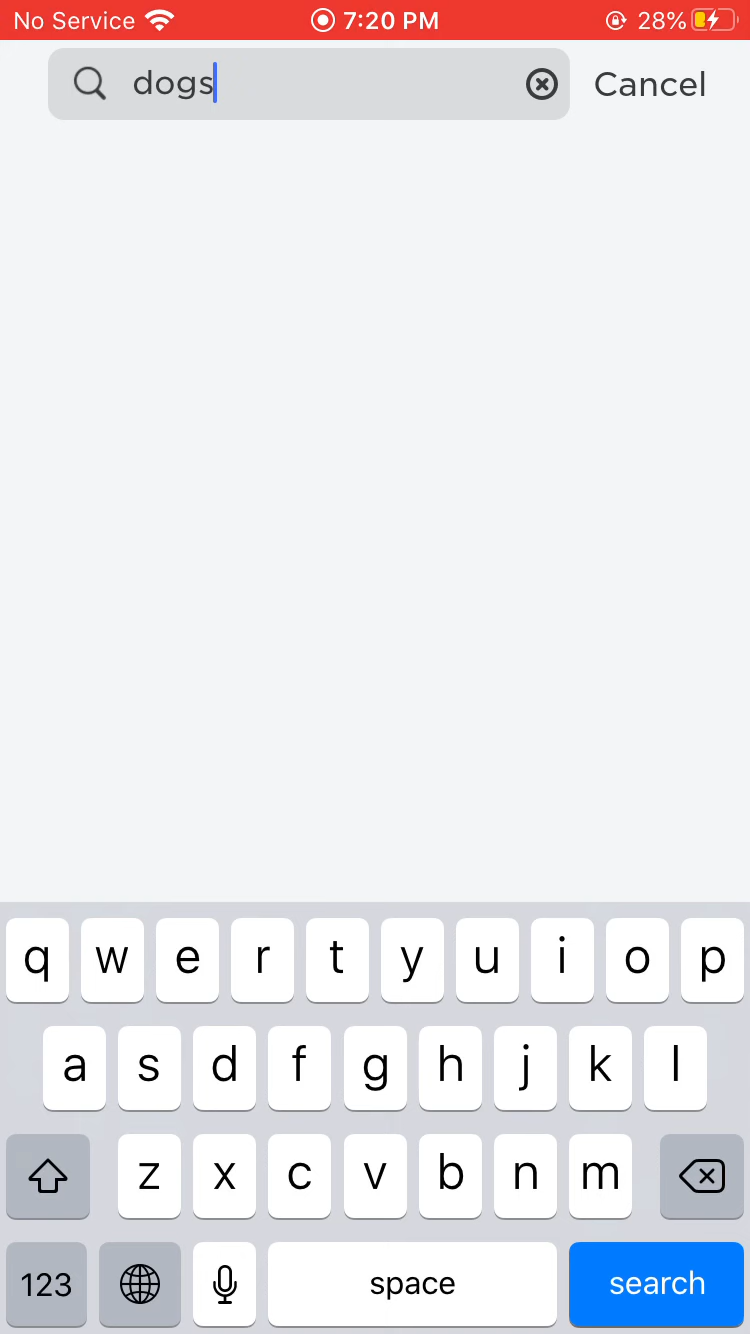 No Service 7:20 PM 28%
dogs Cancel
q w e r t y u i o p
a s d f g h j k l
z x c v b n m
123 space search